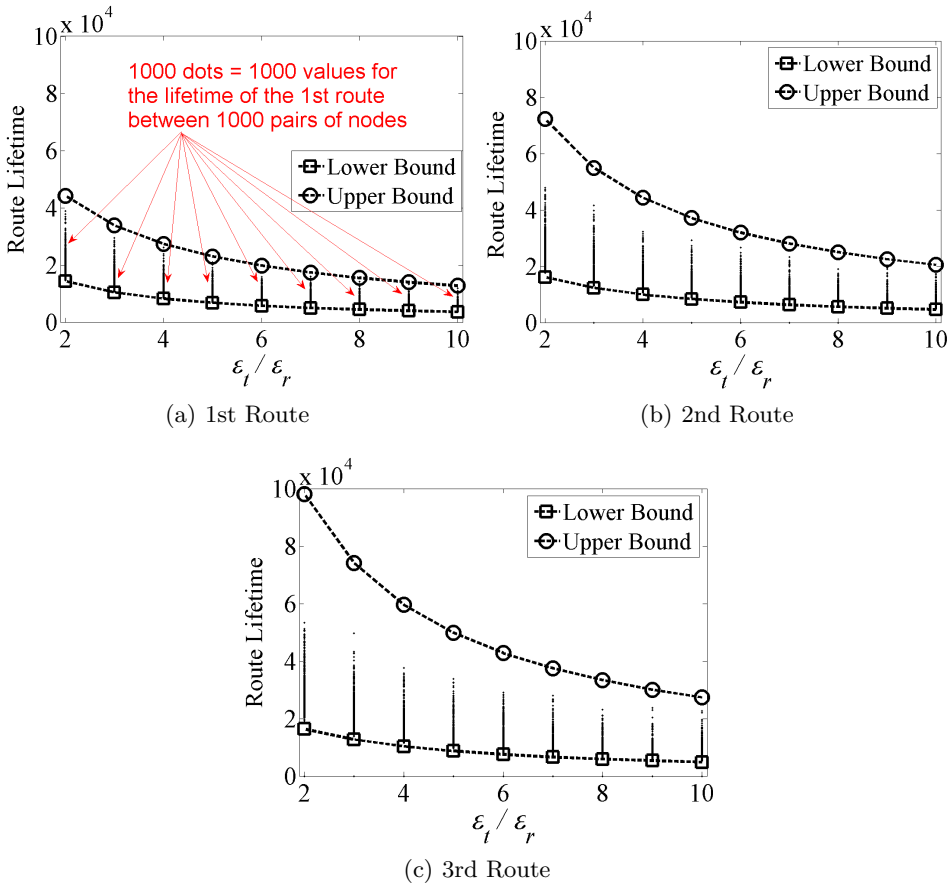 10 x 10^4
8
6
4
2
0
Route Lifetime
1000 dots = 1000 values for
the lifetime of the 1st route
between 1000 pairs of nodes
Lower Bound
Upper Bound
2 4 6 8 10
ε_t / ε_r
(a) 1st Route
10 x 10^4
8
6
4
2
0
Lower Bound
Upper Bound
2 3 4 5 6 7 8 9 10
ε_t / ε_r
(b) 2nd Route
10 x 10^4
8
6
4
2
0
Route Lifetime
Lower Bound
Upper Bound
2 4 6 8 10
ε_t / ε_r
(c) 3rd Route